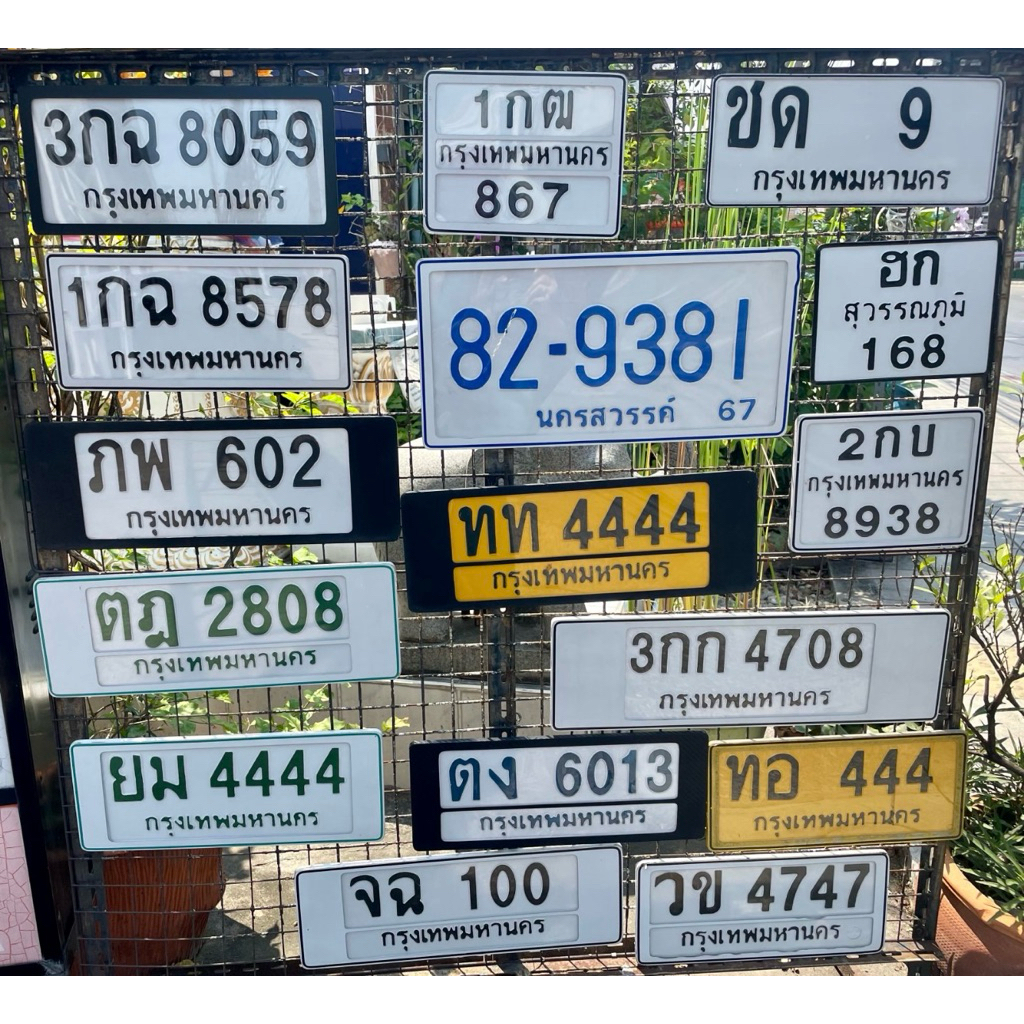 3กฉ 8059
กรุงเทพมหานคร
1กฒ
กรุงเทพมหานคร
867
ชด 9
กรุงเทพมหานคร
1กฉ 8578
กรุงเทพมหานคร
82-9381
นครสวรรค์ 67
ฮก
สุวรรณภูมิ
168
ภพ 602
กรุงเทพมหานคร
ทท 4444
กรุงเทพมหานคร
2กบ
กรุงเทพมหานคร
8938
ตฎ 2808
กรุงเทพมหานคร
3กก 4708
กรุงเทพมหานคร
ยม 4444
กรุงเทพมหานคร
ตง 6013
กรุงเทพมหานคร
ทอ 444
กรุงเทพมหานคร
จฉ 100
กรุงเทพมหานคร
วข 4747
กรุงเทพมหานคร